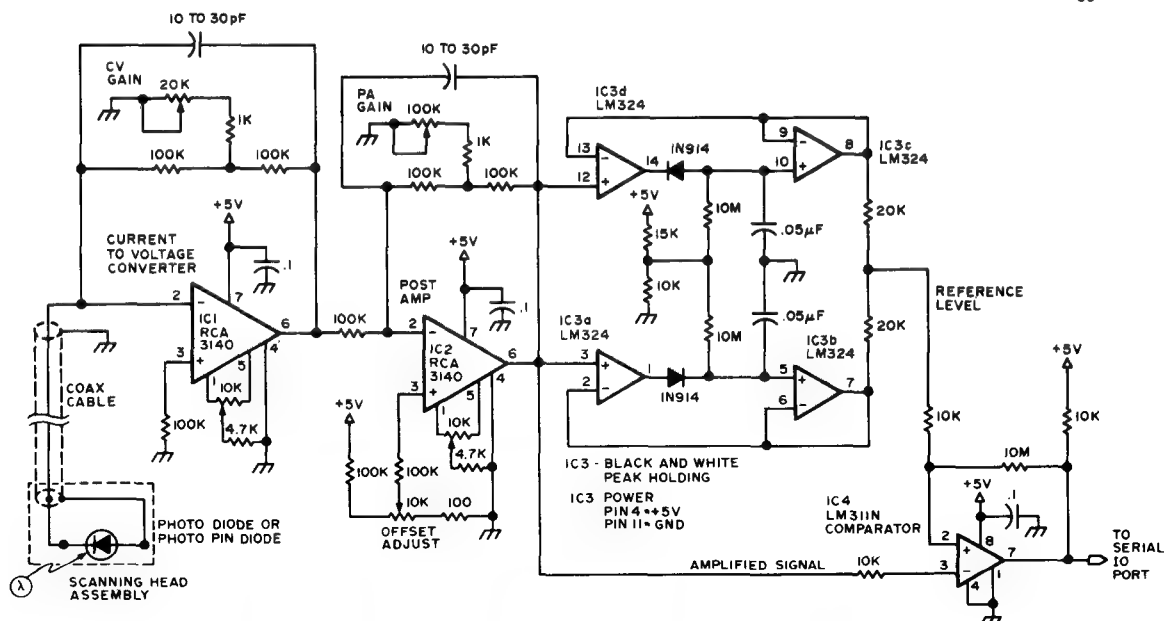 10 TO 30pF
CV
GAIN
20K
1K
100K
100K
+5V
.1
CURRENT
TO VOLTAGE
CONVERTER
2
-
7
IC1
RCA
3140
6
3
+
1
5
4
10K
4.7K
100K
COAX
CABLE
PHOTO DIODE OR
PHOTO PIN DIODE
λ
SCANNING HEAD
ASSEMBLY
10 TO 30pF
PA
GAIN
100K
1K
100K
100K
+5V
.1
POST
AMP
100K
2
-
7
IC2
RCA
3140
6
3
+
1
5
4
10K
4.7K
+5V
100K
100K
10K
100
OFFSET
ADJUST
IC3d
LM324
13
-
12
+
14
1N914
9
-
10
+
8
IC3c
LM324
10M
.05µF
+5V
15K
10K
20K
10M
.05µF
20K
REFERENCE
LEVEL
IC3a
LM324
3
+
2
-
1
1N914
IC3b
LM324
5
+
6
-
7
IC3 - BLACK AND WHITE
PEAK HOLDING
IC3 POWER
PIN 4 = +5V
PIN 11 = GND
10K
+5V
10K
10M
IC4
LM311N
COMPARATOR
+5V
.1
2
+
8
7
3
-
4
1
AMPLIFIED SIGNAL
10K
TO
SERIAL
IO
PORT